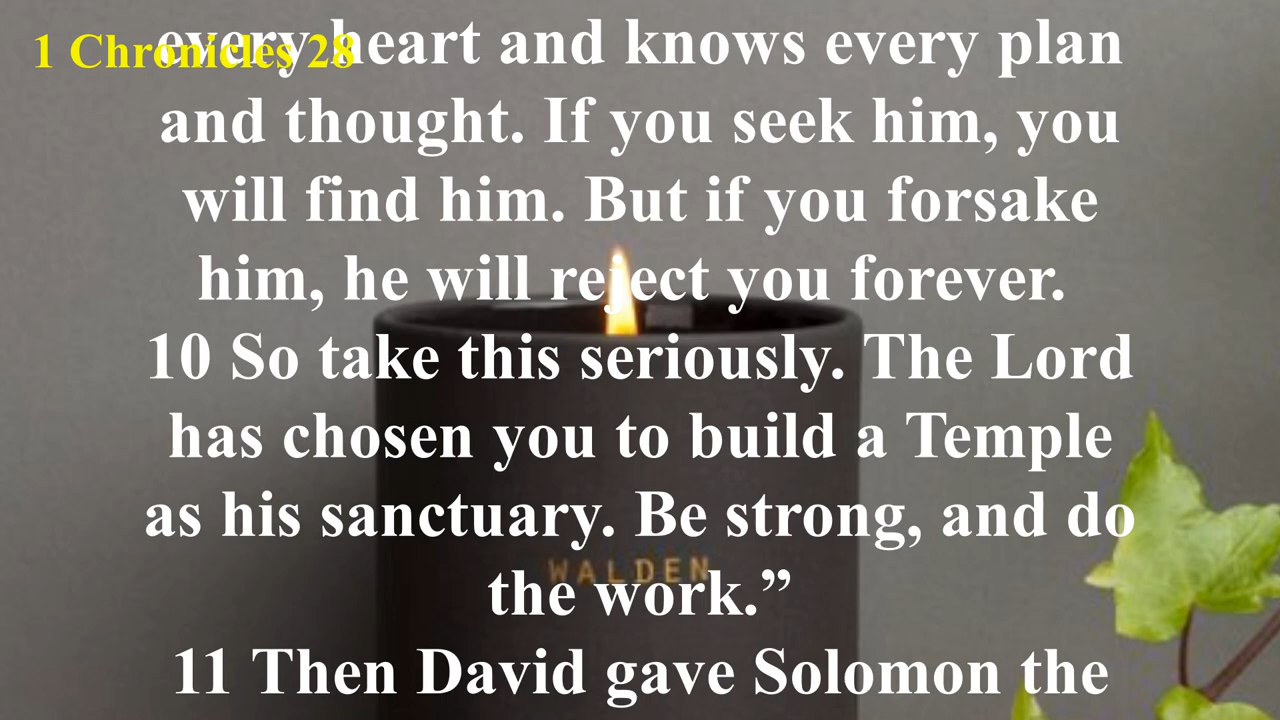 1 Chronicles 28
every heart and knows every plan
and thought. If you seek him, you
will find him. But if you forsake
him, he will reject you forever.
10 So take this seriously. The Lord
has chosen you to build a Temple
as his sanctuary. Be strong, and do
WALDEN
the work.”
11 Then David gave Solomon the